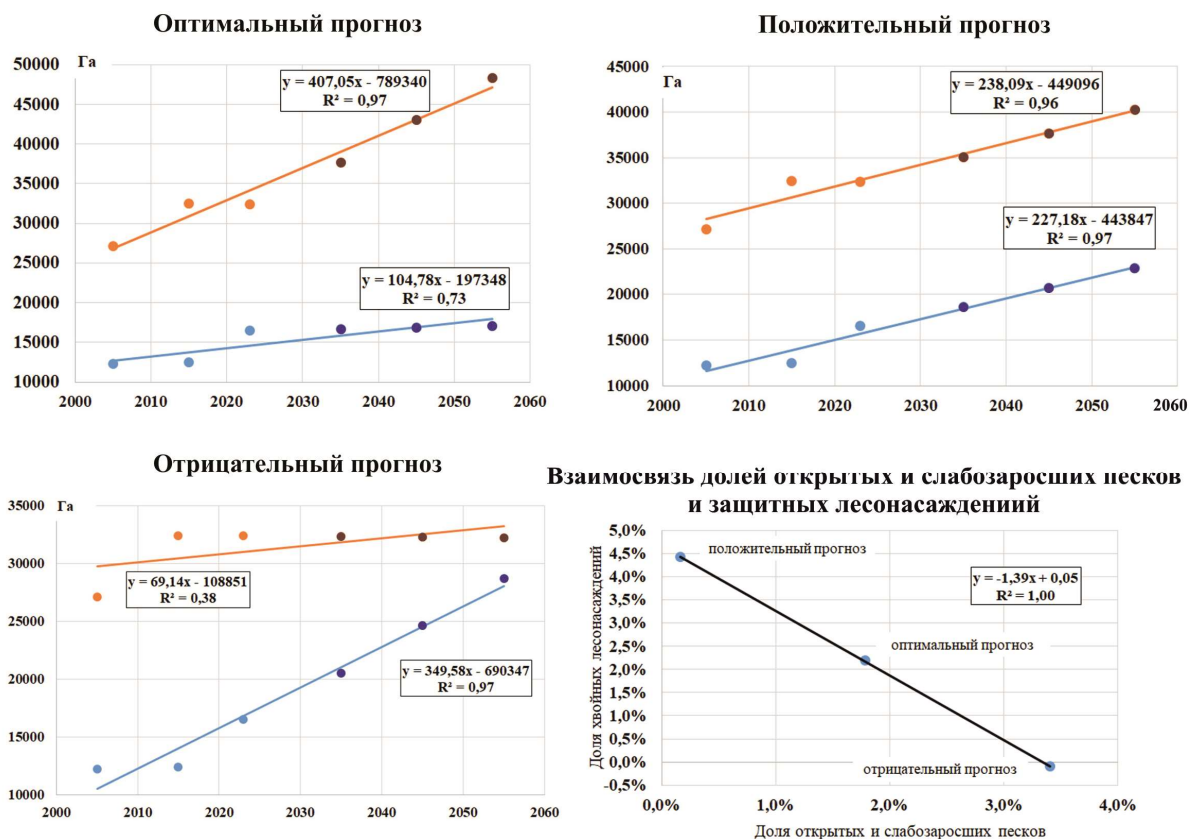 Оптимальный прогноз
Га
50000
45000
40000
35000
30000
25000
20000
15000
10000
y = 407,05x - 789340
R² = 0,97
y = 104,78x - 197348
R² = 0,73
2000 2010 2020 2030 2040 2050 2060
Положительный прогноз
Га
45000
40000
35000
30000
25000
20000
15000
10000
y = 238,09x - 449096
R² = 0,96
y = 227,18x - 443847
R² = 0,97
2000 2010 2020 2030 2040 2050 2060
Отрицательный прогноз
Га
35000
30000
25000
20000
15000
10000
y = 69,14x - 108851
R² = 0,38
y = 349,58x - 690347
R² = 0,97
2000 2010 2020 2030 2040 2050 2060
Взаимосвязь долей открытых и слабозаросших песков
и защитных лесонасажденииий
Доля хвойных лесонасаждений
5,0%
4,5%
4,0%
3,5%
3,0%
2,5%
2,0%
1,5%
1,0%
0,5%
0,0%
-0,5%
положительный прогноз
y = -1,39x + 0,05
R² = 1,00
оптимальный прогноз
отрицательный прогноз
0,0% 1,0% 2,0% 3,0% 4,0%
Доля открытых и слабозаросших песков